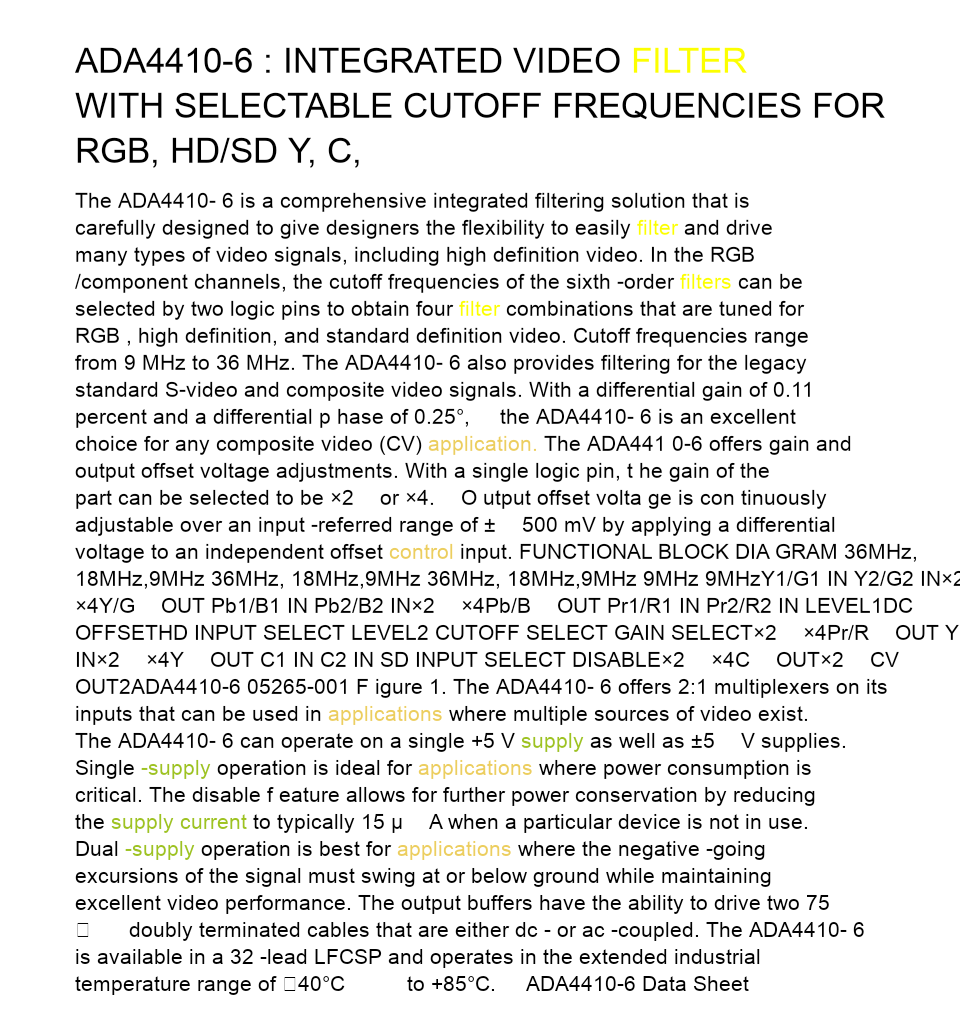 ADA4410-6 : INTEGRATED VIDEO FILTER
WITH SELECTABLE CUTOFF FREQUENCIES FOR
RGB, HD/SD Y, C,
The ADA4410- 6 is a comprehensive integrated filtering solution that is
carefully designed to give designers the flexibility to easily filter and drive
many types of video signals, including high definition video. In the RGB
/component channels, the cutoff frequencies of the sixth -order filters can be
selected by two logic pins to obtain four filter combinations that are tuned for
RGB , high definition, and standard definition video. Cutoff frequencies range
from 9 MHz to 36 MHz. The ADA4410- 6 also provides filtering for the legacy
standard S-video and composite video signals. With a differential gain of 0.11
percent and a differential p hase of 0.25°, the ADA4410- 6 is an excellent
choice for any composite video (CV) application. The ADA441 0-6 offers gain and
output offset voltage adjustments. With a single logic pin, t he gain of the
part can be selected to be ×2 or ×4. O utput offset volta ge is con tinuously
adjustable over an input -referred range of ± 500 mV by applying a differential
voltage to an independent offset control input. FUNCTIONAL BLOCK DIA GRAM 36MHz,
18MHz,9MHz 36MHz, 18MHz,9MHz 36MHz, 18MHz,9MHz 9MHz 9MHzY1/G1 IN Y2/G2 IN×2
×4Y/G OUT Pb1/B1 IN Pb2/B2 IN×2 ×4Pb/B OUT Pr1/R1 IN Pr2/R2 IN LEVEL1DC
OFFSETHD INPUT SELECT LEVEL2 CUTOFF SELECT GAIN SELECT×2 ×4Pr/R OUT Y
IN×2 ×4Y OUT C1 IN C2 IN SD INPUT SELECT DISABLE×2 ×4C OUT×2 CV
OUT2ADA4410-6 05265-001 F igure 1. The ADA4410- 6 offers 2:1 multiplexers on its
inputs that can be used in applications where multiple sources of video exist.
The ADA4410- 6 can operate on a single +5 V supply as well as ±5 V supplies.
Single -supply operation is ideal for applications where power consumption is
critical. The disable f eature allows for further power conservation by reducing
the supply current to typically 15 µ A when a particular device is not in use.
Dual -supply operation is best for applications where the negative -going
excursions of the signal must swing at or below ground while maintaining
excellent video performance. The output buffers have the ability to drive two 75
doubly terminated cables that are either dc - or ac -coupled. The ADA4410- 6
is available in a 32 -lead LFCSP and operates in the extended industrial
temperature range of 40°C to +85°C. ADA4410-6 Data Sheet